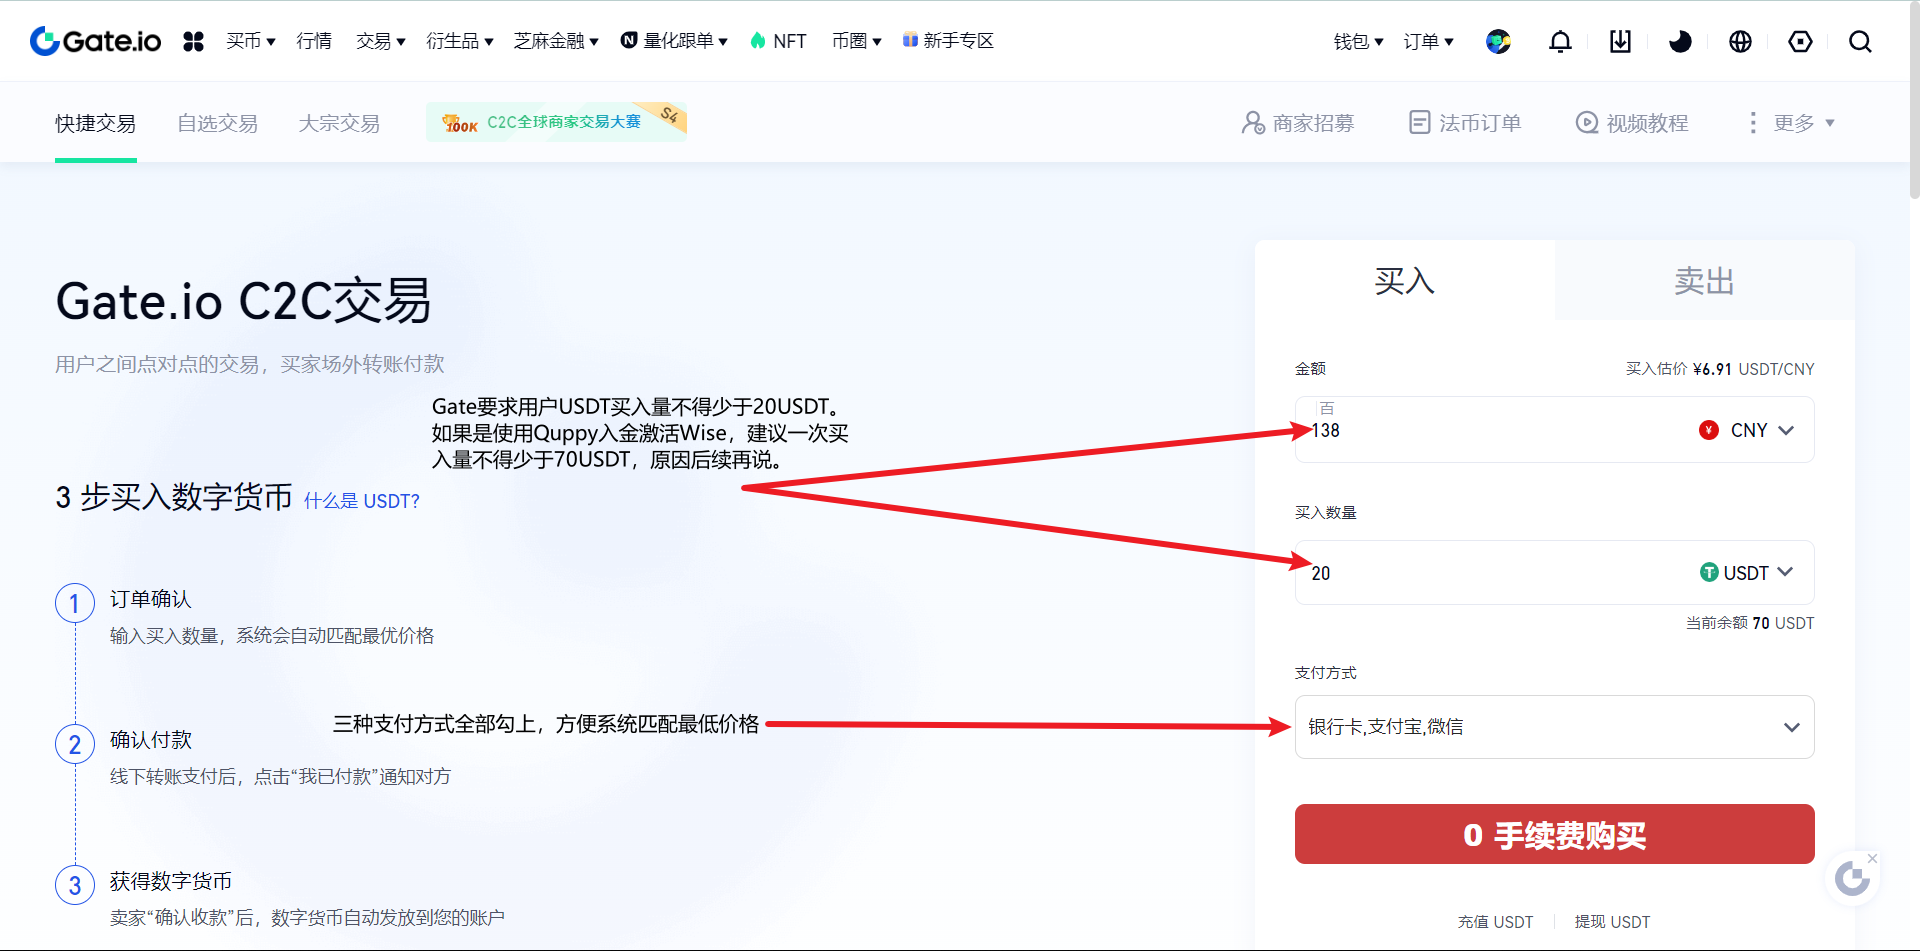 Gate.io 买币 行情 交易 衍生品 芝麻金融 量化跟单 NFT 币圈 新手专区 钱包 订单
快捷交易 自选交易 大宗交易 100K C2C全球商家交易大赛 S4 商家招募 法币订单 视频教程 更多
Gate.io C2C交易
用户之间点对点的交易，买家场外转账付款
Gate要求用户USDT买入量不得少于20USDT。
如果是使用Quppy入金激活Wise，建议一次买
入量不得少于70USDT，原因后续再说。
3 步买入数字货币 什么是 USDT?
1 订单确认
输入买入数量，系统会自动匹配最优价格
三种支付方式全部勾上，方便系统匹配最低价格
2 确认付款
线下转账支付后，点击“我已付款”通知对方
3 获得数字货币
卖家“确认收款”后，数字货币自动发放到您的账户
买入 卖出
金额 买入估价 ¥6.91 USDT/CNY
百
138 ¥ CNY
买入数量
20 USDT
当前余额 70 USDT
支付方式
银行卡,支付宝,微信
0 手续费购买
充值 USDT 提现 USDT